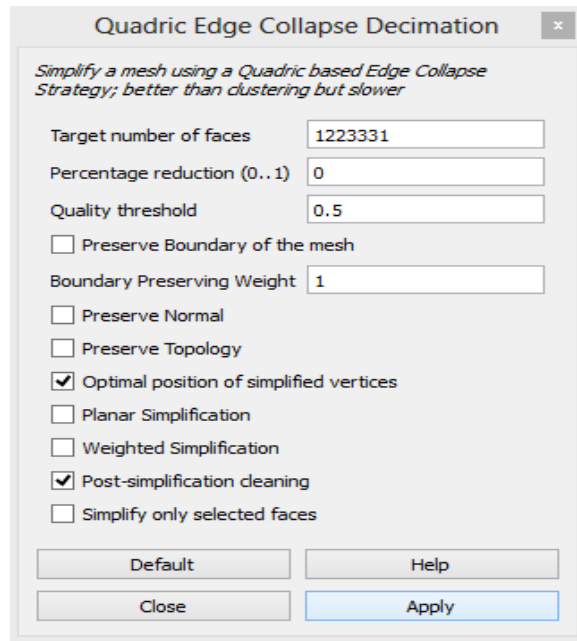 Quadric Edge Collapse Decimation
x
Simplify a mesh using a Quadric based Edge Collapse
Strategy; better than clustering but slower
Target number of faces 1223331
Percentage reduction (0..1) 0
Quality threshold 0.5
Preserve Boundary of the mesh
Boundary Preserving Weight 1
Preserve Normal
Preserve Topology
Optimal position of simplified vertices
Planar Simplification
Weighted Simplification
Post-simplification cleaning
Simplify only selected faces
Default Help
Close Apply